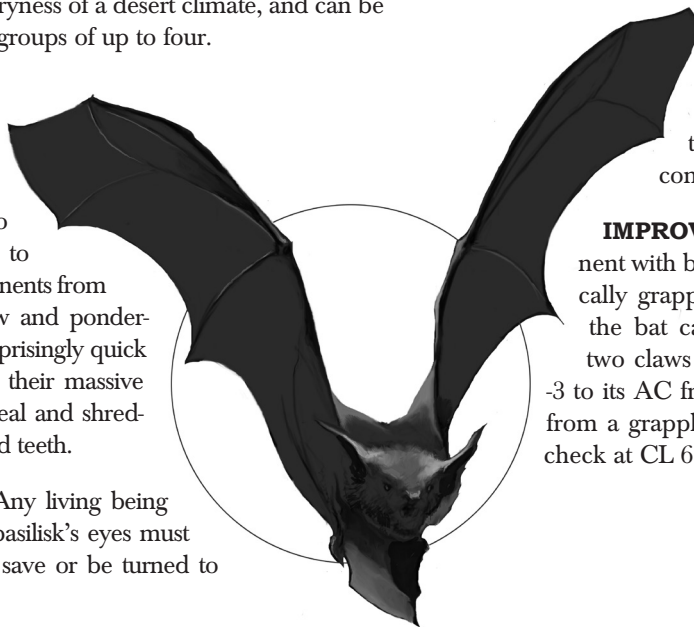 ryness of a desert climate, and can be
groups of up to four.
to
nents from
w and ponder-
prisingly quick
their massive
eal and shred-
d teeth.
Any living being
basilisk’s eyes must
save or be turned to
t
con
IMPROV
nent with b
cally grapp
the bat ca
two claws
-3 to its AC fr
from a grappl
check at CL 6